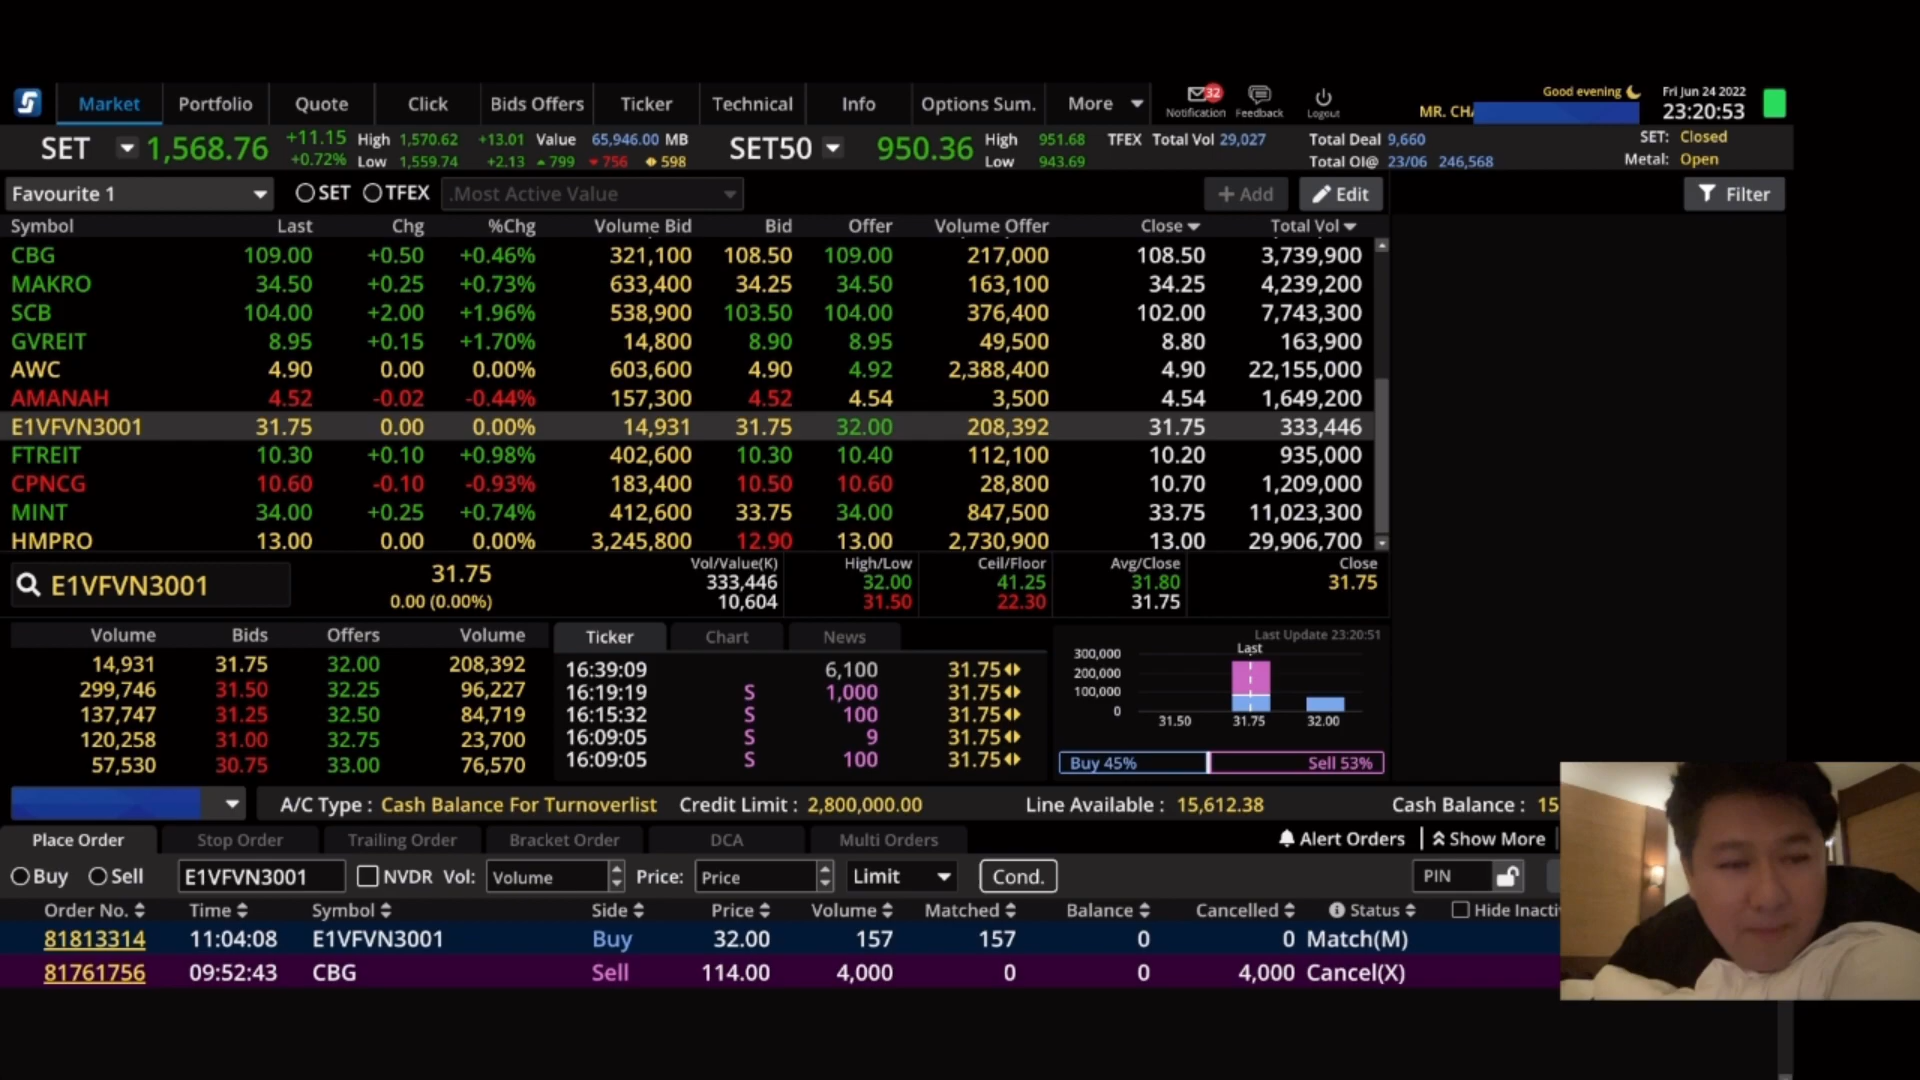 Market Portfolio Quote Click Bids Offers Ticker Technical Info Options Sum. More 32 Notification Feedback Logout Good evening Fri Jun 24 2022
MR. CHA 23:20:53
SET 1,568.76 +11.15 High 1,570.62 +13.01 Value 65,946.00 MB SET50 950.36 High 951.68 TFEX Total Vol 29,027 Total Deal 9,660 SET: Closed
+0.72% Low 1,559.74 +2.13 799 756 598 Low 943.69 Total OI@ 23/06 246,568 Metal: Open
Favourite 1 SET TFEX .Most Active Value + Add Edit Filter
Symbol Last Chg %Chg Volume Bid Bid Offer Volume Offer Close Total Vol
CBG 109.00 +0.50 +0.46% 321,100 108.50 109.00 217,000 108.50 3,739,900
MAKRO 34.50 +0.25 +0.73% 633,400 34.25 34.50 163,100 34.25 4,239,200
SCB 104.00 +2.00 +1.96% 538,900 103.50 104.00 376,400 102.00 7,743,300
GVREIT 8.95 +0.15 +1.70% 14,800 8.90 8.95 49,500 8.80 163,900
AWC 4.90 0.00 0.00% 603,600 4.90 4.92 2,388,400 4.90 22,155,000
AMANAH 4.52 -0.02 -0.44% 157,300 4.52 4.54 3,500 4.54 1,649,200
E1VFVN3001 31.75 0.00 0.00% 14,931 31.75 32.00 208,392 31.75 333,446
FTREIT 10.30 +0.10 +0.98% 402,600 10.30 10.40 112,100 10.20 935,000
CPNCG 10.60 -0.10 -0.93% 183,400 10.50 10.60 28,800 10.70 1,209,000
MINT 34.00 +0.25 +0.74% 412,600 33.75 34.00 847,500 33.75 11,023,300
HMPRO 13.00 0.00 0.00% 3,245,800 12.90 13.00 2,730,900 13.00 29,906,700
E1VFVN3001 31.75 Vol/Value(K) High/Low Ceil/Floor Avg/Close Close
333,446 32.00 41.25 31.80 31.75
0.00 (0.00%) 10,604 31.50 22.30 31.75
Volume Bids Offers Volume Ticker Chart News Last Update 23:20:51
14,931 31.75 32.00 208,392 16:39:09 6,100 31.75
299,746 31.50 32.25 96,227 16:19:19 S 1,000 31.75
137,747 31.25 32.50 84,719 16:15:32 S 100 31.75
120,258 31.00 32.75 23,700 16:09:05 S 9 31.75
57,530 30.75 33.00 76,570 16:09:05 S 100 31.75
Last
300,000
200,000
100,000
0
31.50 31.75 32.00
Buy 45% Sell 53%
A/C Type : Cash Balance For Turnoverlist Credit Limit : 2,800,000.00 Line Available : 15,612.38 Cash Balance : 15
Place Order Stop Order Trailing Order Bracket Order DCA Multi Orders Alert Orders Show More
Buy Sell E1VFVN3001 NVDR Vol: Volume Price: Price Limit Cond. PIN
Order No. Time Symbol Side Price Volume Matched Balance Cancelled Status Hide Inacti
81813314 11:04:08 E1VFVN3001 Buy 32.00 157 157 0 0 Match(M)
81761756 09:52:43 CBG Sell 114.00 4,000 0 0 4,000 Cancel(X)